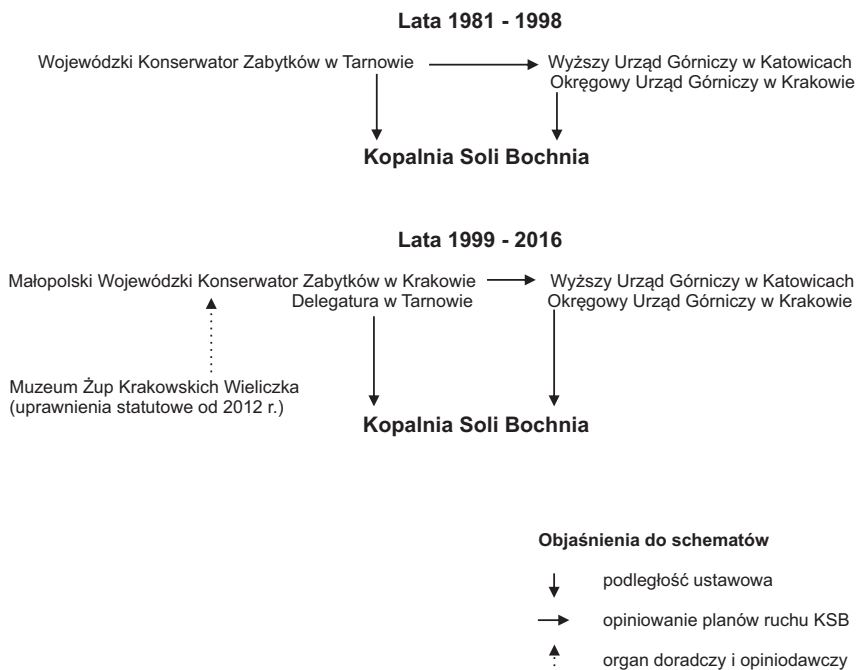 Lata 1981 - 1998
Wojewódzki Konserwator Zabytków w Tarnowie
Wyższy Urząd Górniczy w Katowicach
Okręgowy Urząd Górniczy w Krakowie
Kopalnia Soli Bochnia
Lata 1999 - 2016
Małopolski Wojewódzki Konserwator Zabytków w Krakowie
Delegatura w Tarnowie
Wyższy Urząd Górniczy w Katowicach
Okręgowy Urząd Górniczy w Krakowie
Muzeum Żup Krakowskich Wieliczka
(uprawnienia statutowe od 2012 r.)
Kopalnia Soli Bochnia
Objaśnienia do schematów
podległość ustawowa
opiniowanie planów ruchu KSB
organ doradczy i opiniodawczy